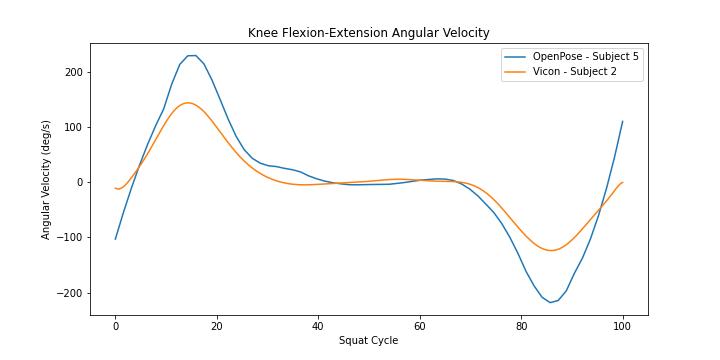 Knee Flexion-Extension Angular Velocity
OpenPose - Subject 5
Vicon - Subject 2
Angular Velocity (deg/s)
200
100
0
−100
−200
0
20
40
60
80
100
Squat Cycle